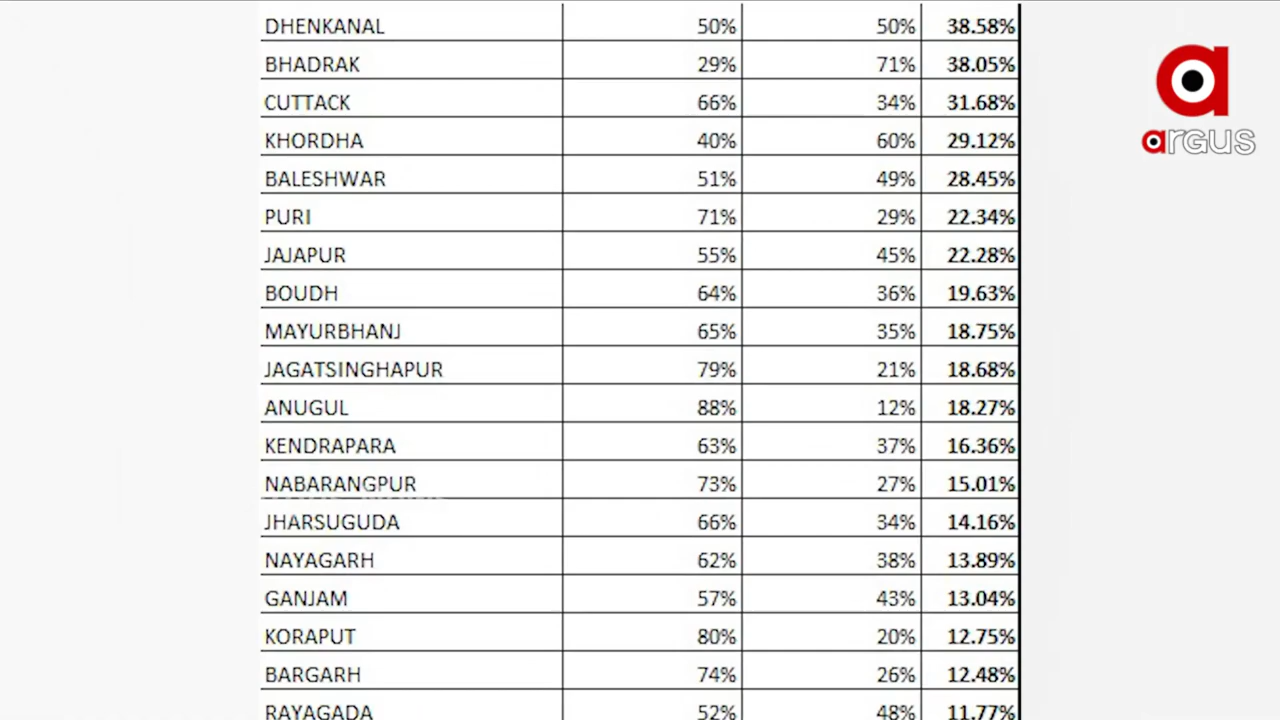 DHENKANAL 50% 50% 38.58%
BHADRAK 29% 71% 38.05%
CUTTACK 66% 34% 31.68%
KHORDHA 40% 60% 29.12%
BALESHWAR 51% 49% 28.45%
PURI 71% 29% 22.34%
JAJAPUR 55% 45% 22.28%
BOUDH 64% 36% 19.63%
MAYURBHANJ 65% 35% 18.75%
JAGATSINGHAPUR 79% 21% 18.68%
ANUGUL 88% 12% 18.27%
KENDRAPARA 63% 37% 16.36%
NABARANGPUR 73% 27% 15.01%
JHARSUGUDA 66% 34% 14.16%
NAYAGARH 62% 38% 13.89%
GANJAM 57% 43% 13.04%
KORAPUT 80% 20% 12.75%
BARGARH 74% 26% 12.48%
RAYAGADA 52% 48% 11.77%
a
argus